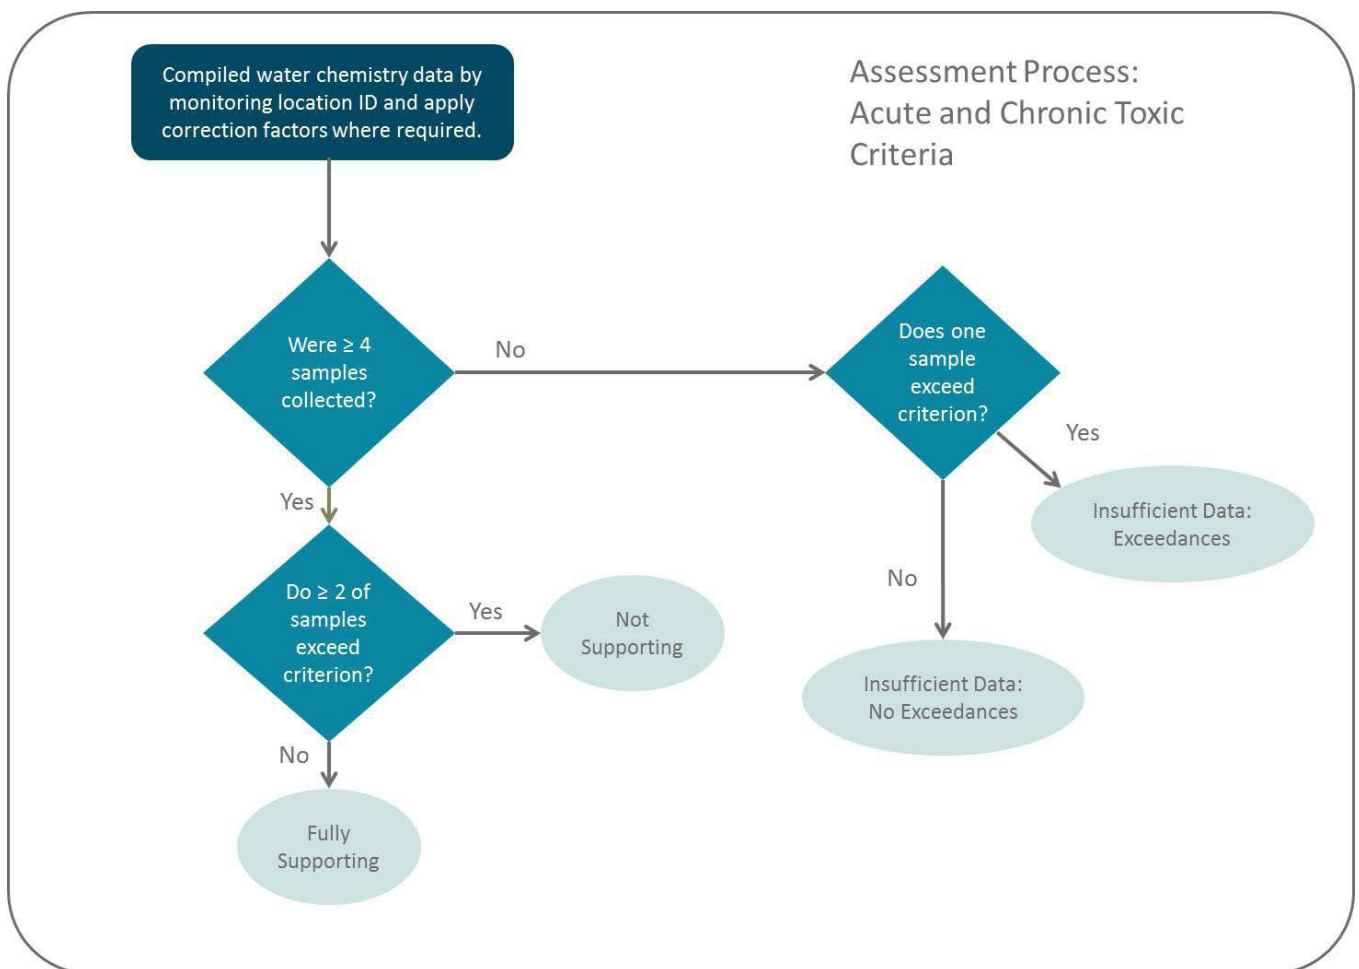 Compiled water chemistry data by
monitoring location ID and apply
correction factors where required.
Assessment Process:
Acute and Chronic Toxic
Criteria
Were ≥ 4
samples
collected?
No
Does one
sample
exceed
criterion?
Yes
Insufficient Data:
Exceedances
No
Insufficient Data:
No Exceedances
Yes
Do ≥ 2 of
samples
exceed
criterion?
Yes
Not
Supporting
No
Fully
Supporting